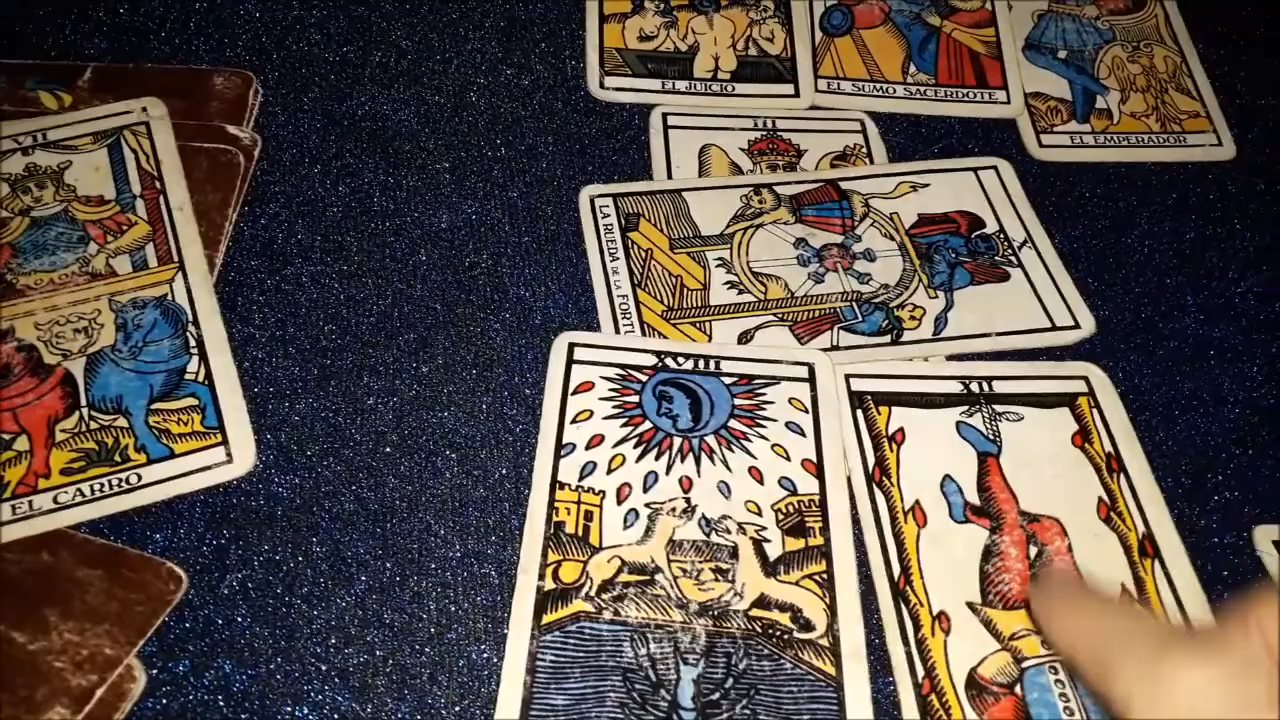 EL JUICIO
EL SUMO SACERDOTE
EL EMPERADOR
III
VII
LA RUEDA DE LA FORTU
X
S.M
EL CARRO
XVIII
XII